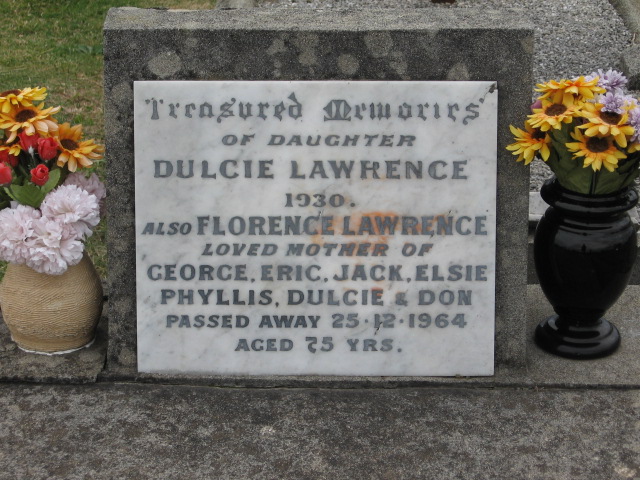 Treasured Memories
OF DAUGHTER
DULCIE LAWRENCE
1930.
ALSO FLORENCE LAWRENCE
LOVED MOTHER OF
GEORGE, ERIC, JACK, ELSIE
PHYLLIS, DULCIE & DON
PASSED AWAY 25·12·1964
AGED 75 YRS.